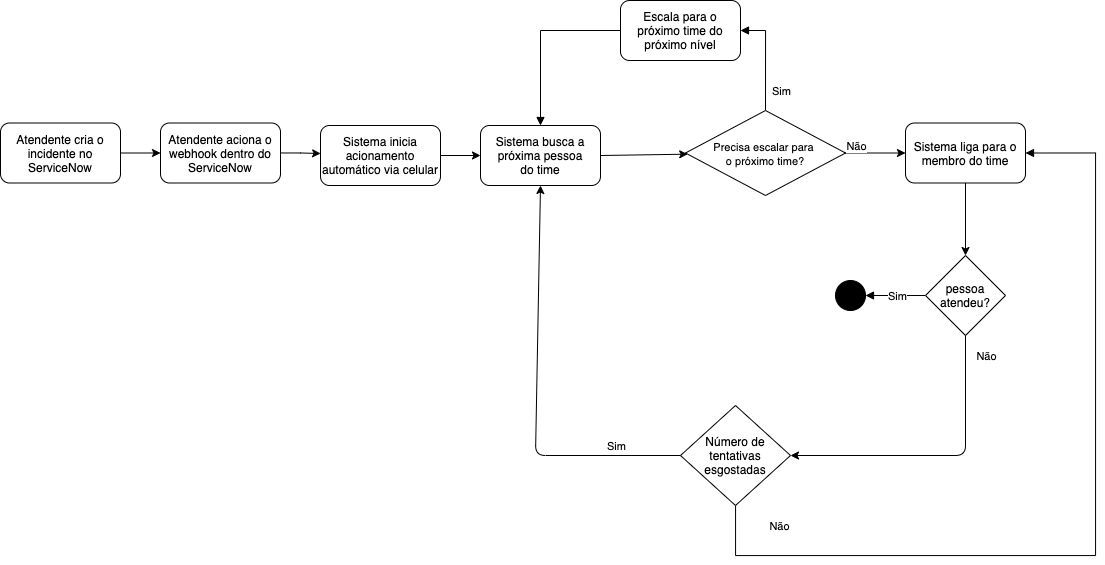 Escala para o
próximo time do
próximo nível
Sim
Atendente cria o
incidente no
ServiceNow
Atendente aciona o
webhook dentro do
ServiceNow
Sistema inicia
acionamento
automático via celular
Sistema busca a
próxima pessoa
do time
Precisa escalar para
o próximo time?
Não
Sistema liga para o
membro do time
pessoa
atendeu?
Sim
Não
Número de
tentativas
esgostadas
Sim
Não